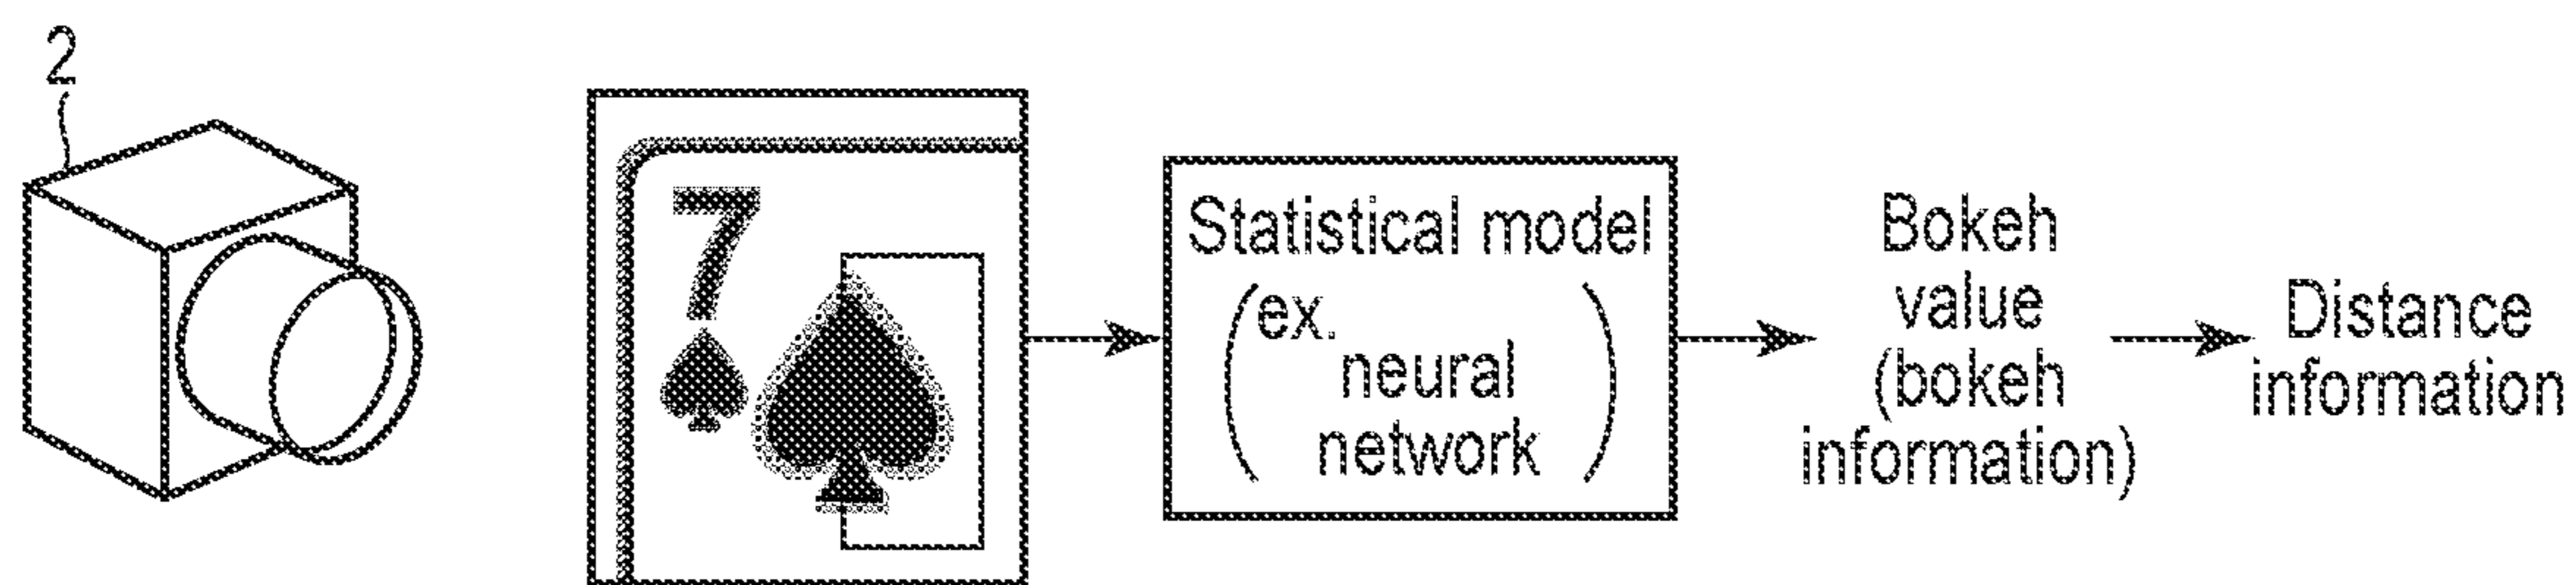 2
7
Statistical model
(ex.
neural
network)
Bokeh
value
(bokeh
information)
Distance
information